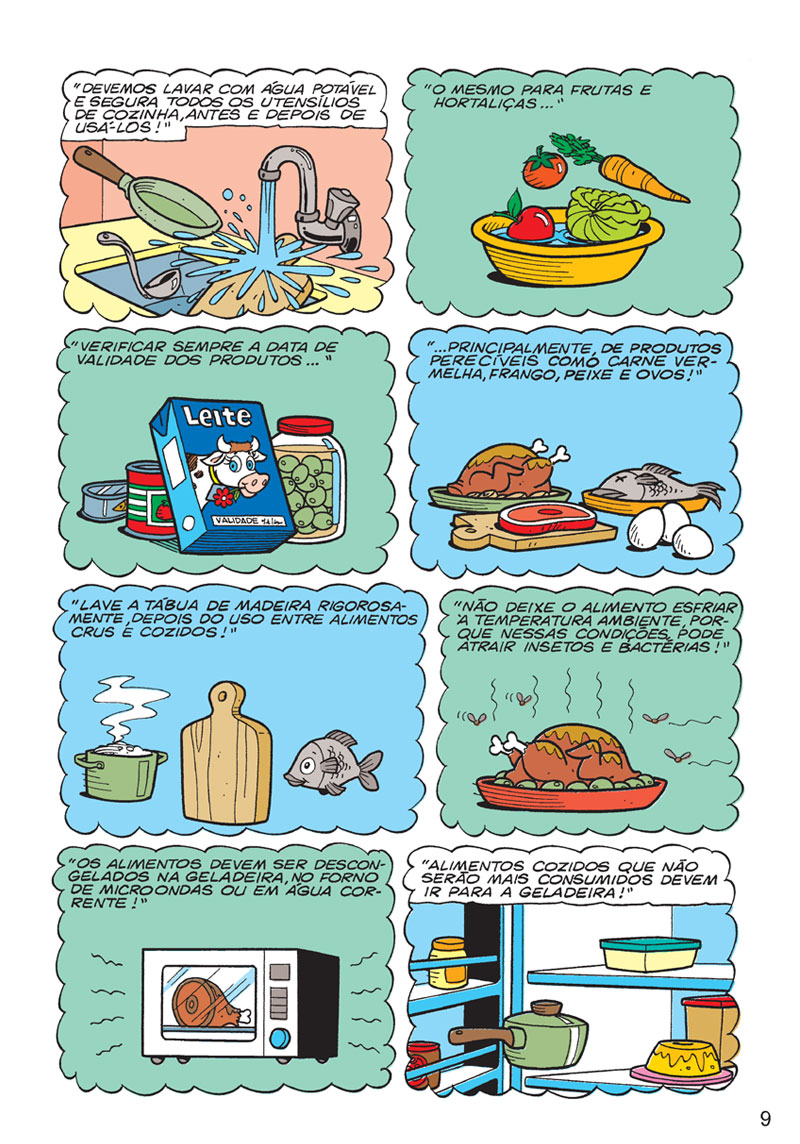 "DEVEMOS LAVAR COM ÁGUA POTÁVEL
E SEGURA TODOS OS UTENSÍLIOS
DE COZINHA, ANTES E DEPOIS DE
USÁ-LOS!"
"O MESMO PARA FRUTAS E
HORTALIÇAS..."
"VERIFICAR SEMPRE A DATA DE
VALIDADE DOS PRODUTOS..."
Leite
VALIDADE
"...PRINCIPALMENTE, DE PRODUTOS
PERECÍVEIS COMO CARNE VER-
MELHA, FRANGO, PEIXE E OVOS!"
"LAVE A TÁBUA DE MADEIRA RIGOROSA-
MENTE, DEPOIS DO USO ENTRE ALIMENTOS
CRUS E COZIDOS!"
"NÃO DEIXE O ALIMENTO ESFRIAR
À TEMPERATURA AMBIENTE, POR-
QUE NESSAS CONDIÇÕES, PODE
ATRAIR INSETOS E BACTÉRIAS!"
"OS ALIMENTOS DEVEM SER DESCON-
GELADOS NA GELADEIRA, NO FORNO
DE MICROONDAS OU EM ÁGUA COR-
RENTE!"
"ALIMENTOS COZIDOS QUE NÃO
SERÃO MAIS CONSUMIDOS DEVEM
IR PARA A GELADEIRA!"
9